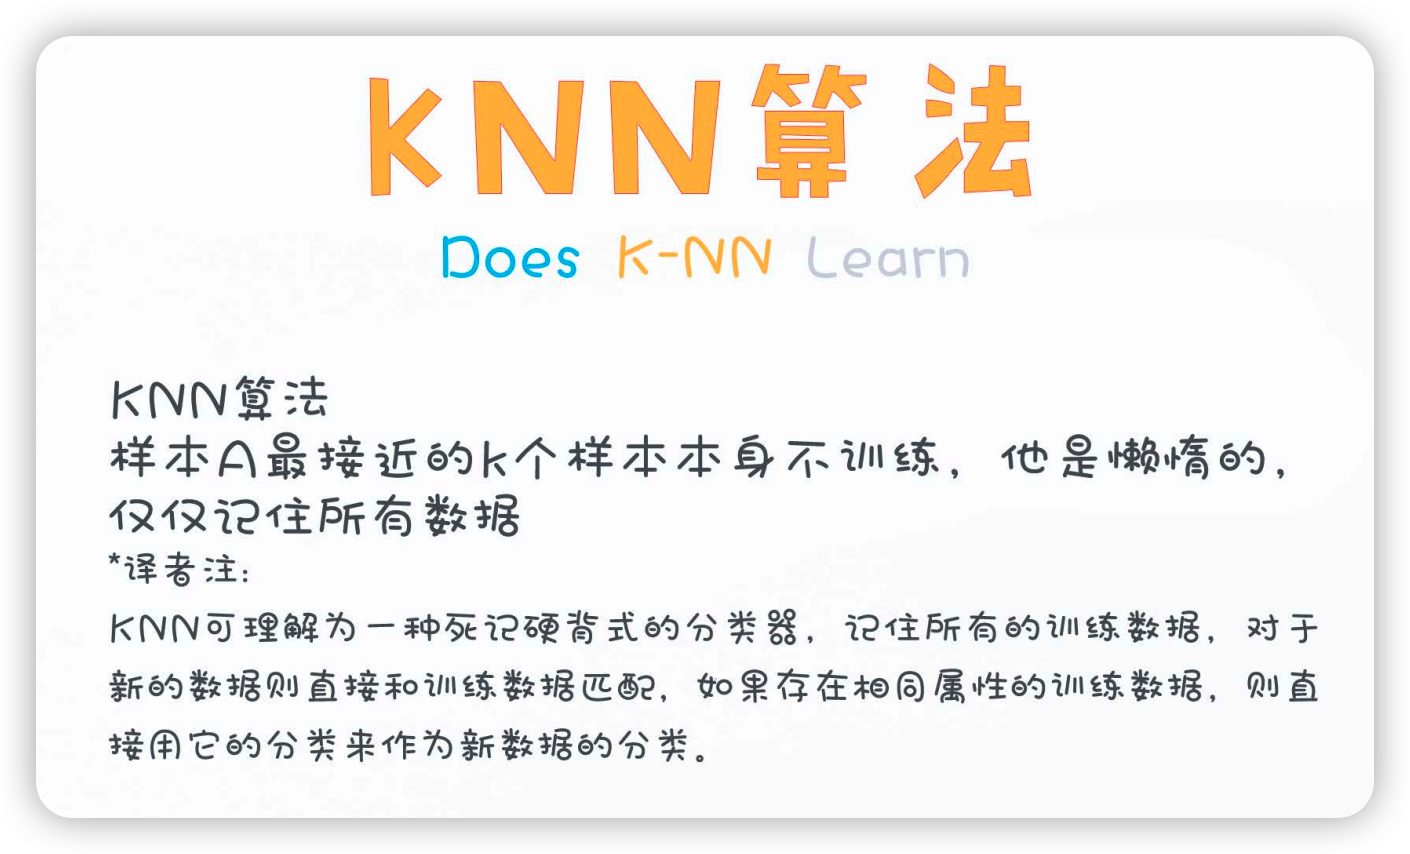 KNN算法
Does K-NN Learn
KNN算法
样本A最接近的k个样本本身不训练，他是懒惰的，
仅仅记住所有数据
*译者注：
KNN可理解为一种死记硬背式的分类器，记住所有的训练数据，对于
新的数据则直接和训练数据匹配，如果存在相同属性的训练数据，则直
接用它的分类来作为新数据的分类。